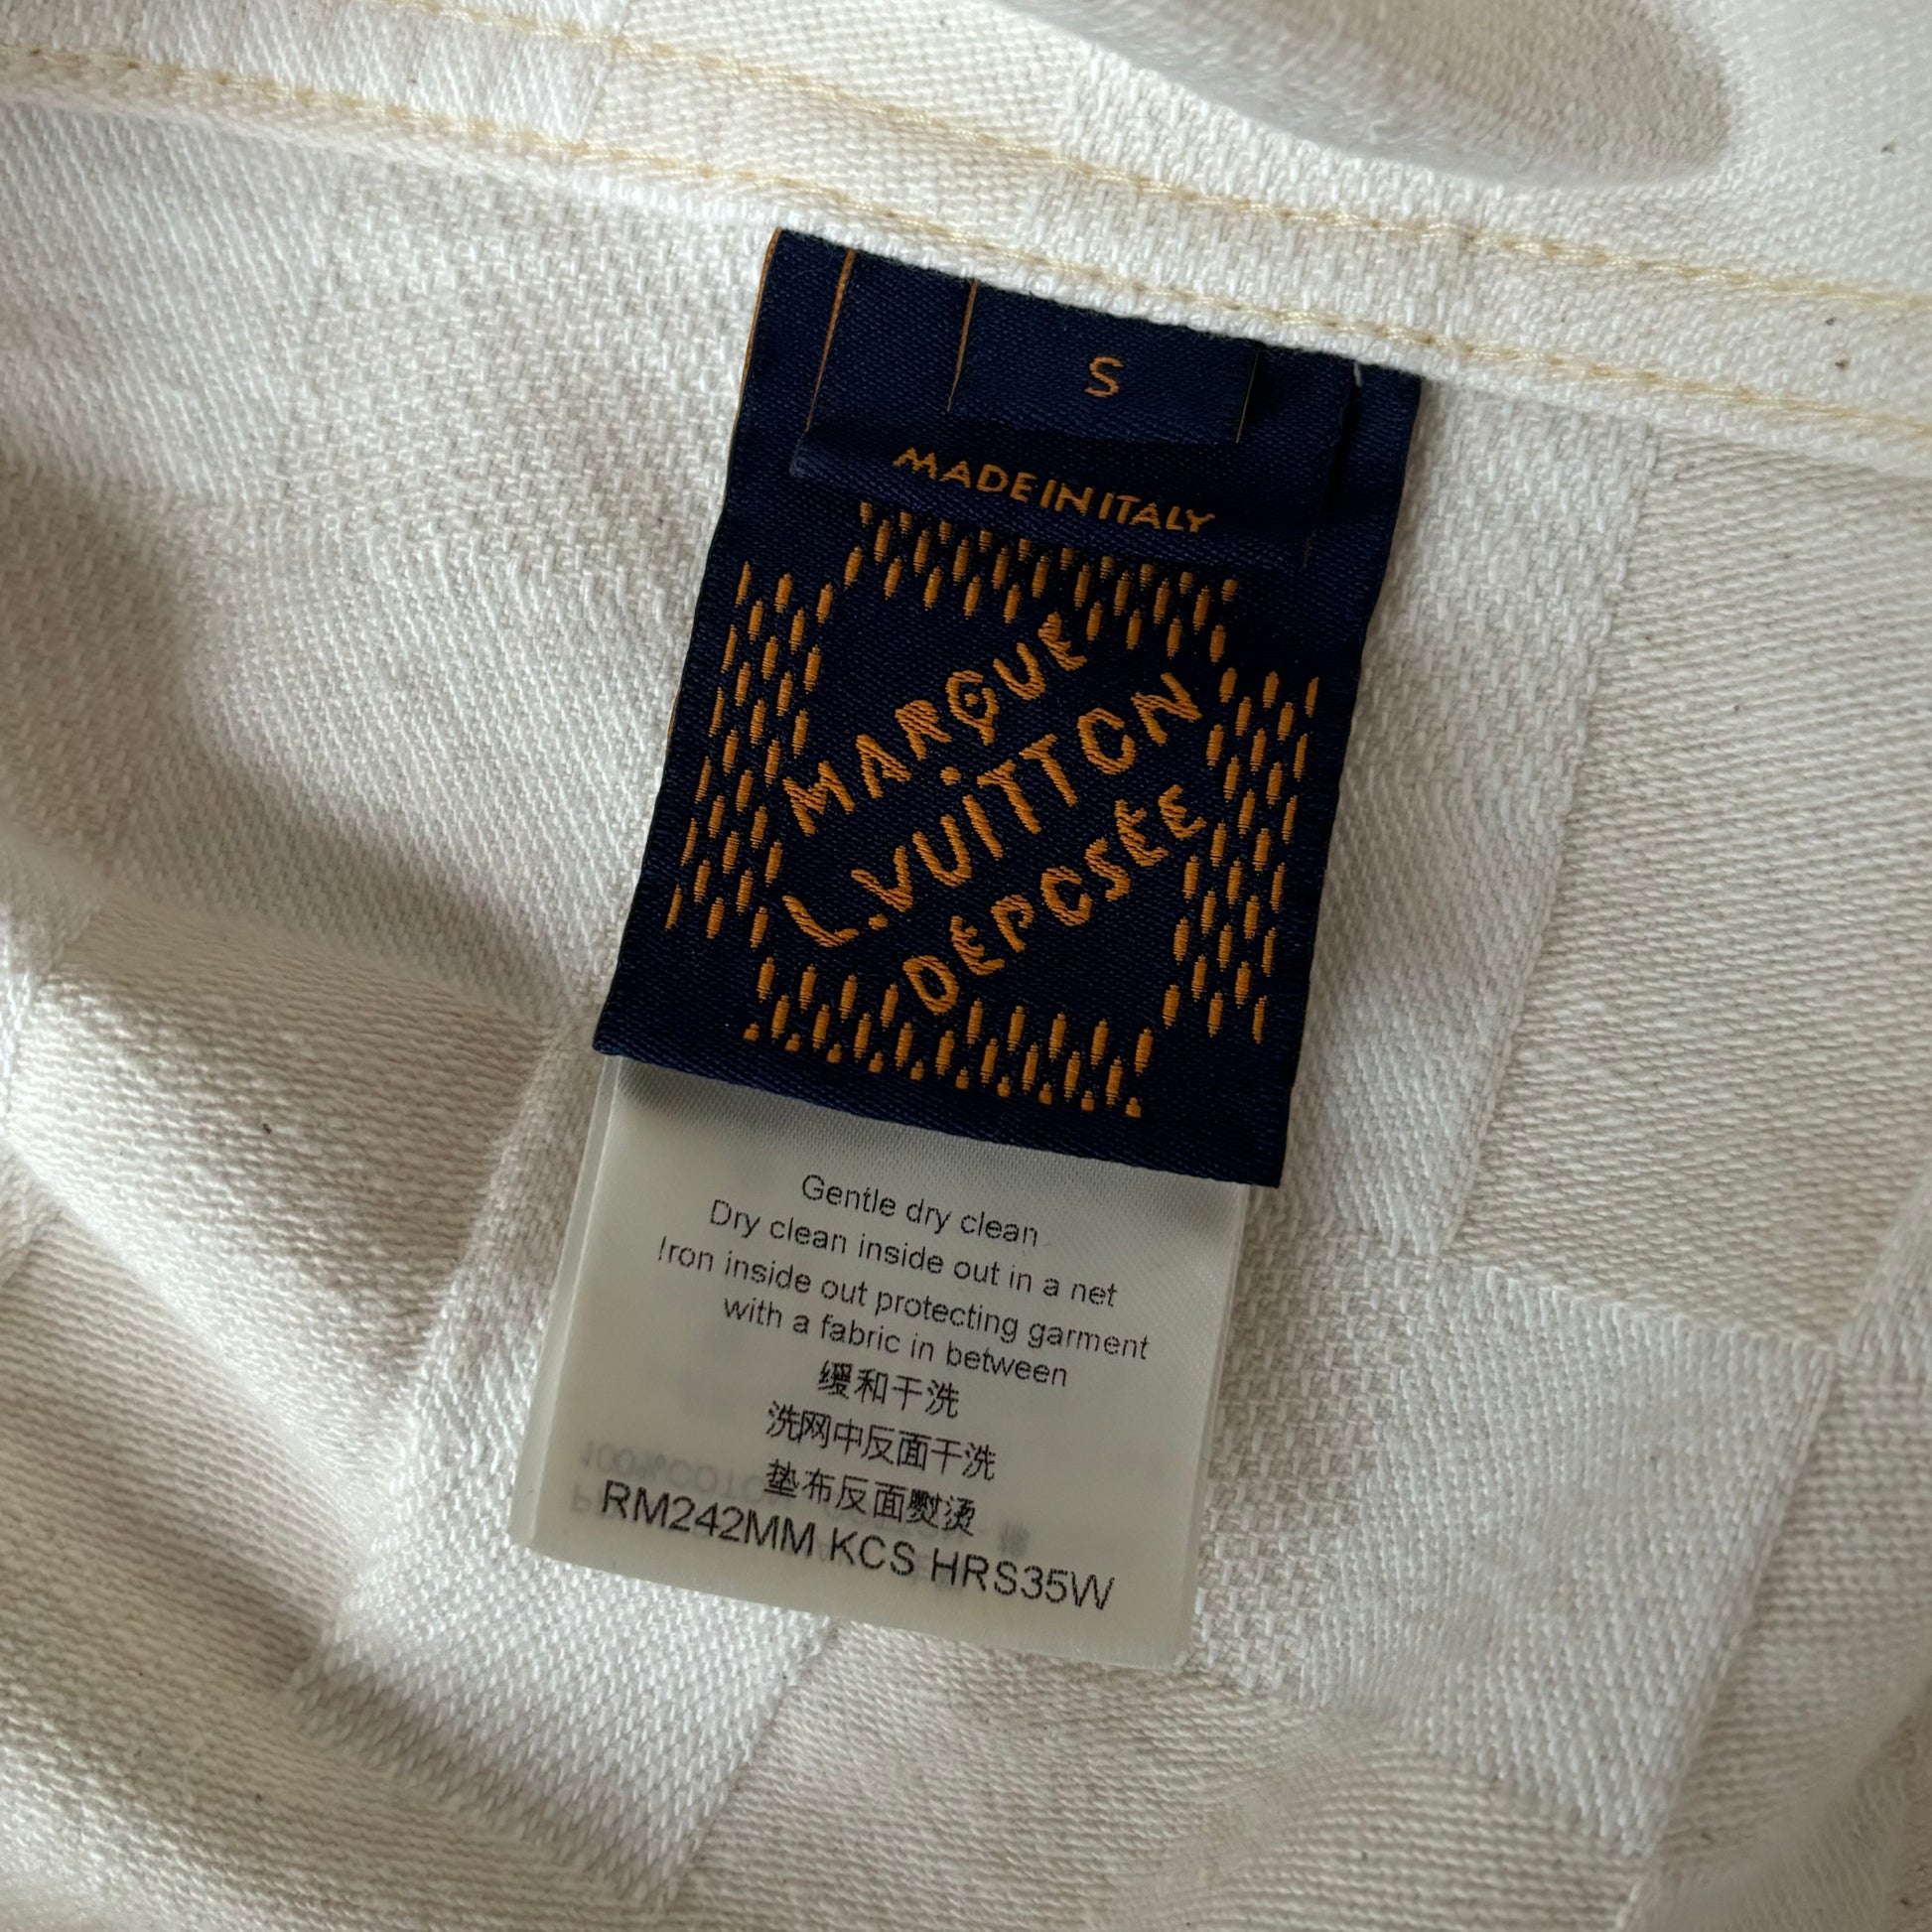 S
MADE IN ITALY
MARQUE
L.VUITTON
DÉPOSÉE
Gentle dry clean
Dry clean inside out in a net
Iron inside out protecting garment
with a fabric in between
缓和干洗
洗网中反面干洗
垫布反面熨烫
RM242MM KCS HRS35W